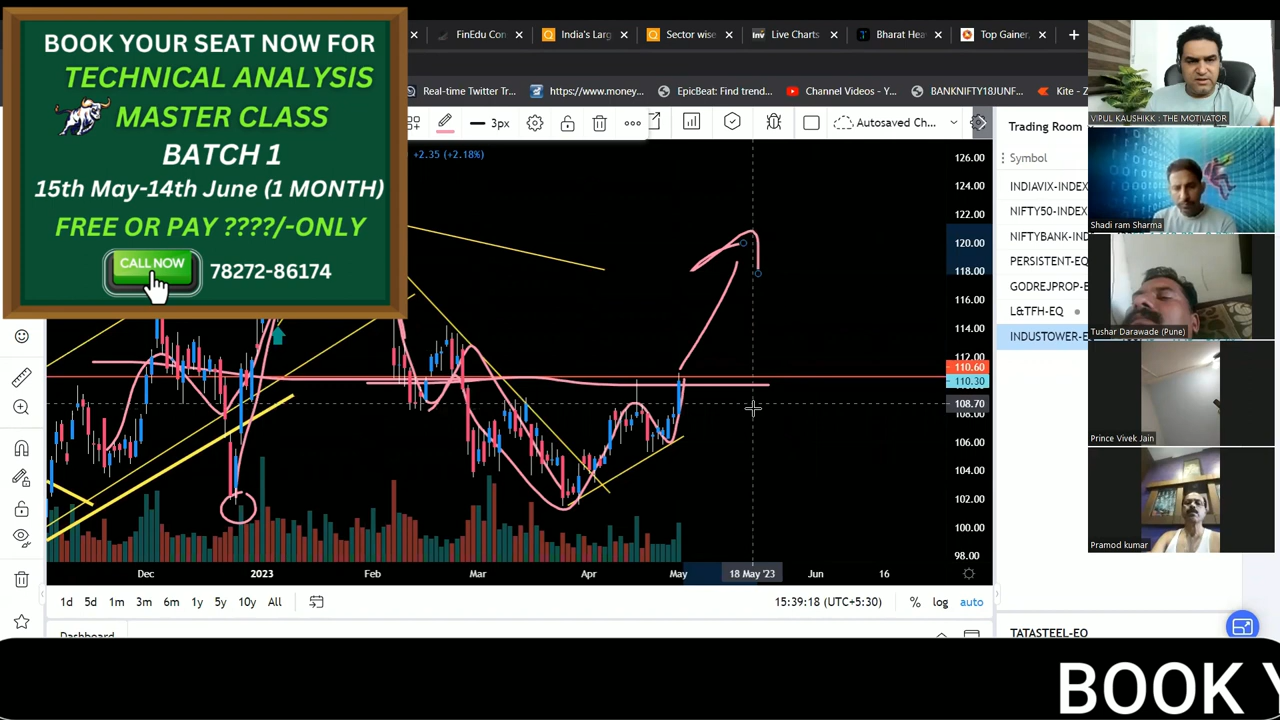 BOOK YOUR SEAT NOW FOR
TECHNICAL ANALYSIS
MASTER CLASS
BATCH 1
15th May-14th June (1 MONTH)
FREE OR PAY ????/-ONLY
CALL NOW
78272-86174
FinEdu Con
India's Larg
Sector wise
Live Charts
Bharat Hea
Top Gainer,
Real-time Twitter Tr...
https://www.money...
EpicBeat: Find trend...
Channel Videos - Y...
BANKNIFTY18JUNF...
Kite - Z
3px
Autosaved Ch...
+2.35 (+2.18%)
126.00
124.00
122.00
120.00
118.00
116.00
114.00
112.00
110.60
110.30
108.70
108.00
106.00
104.00
102.00
100.00
98.00
Dec
2023
Feb
Mar
Apr
May
18 May '23
Jun
16
1d 5d 1m 3m 6m 1y 5y 10y All
15:39:18 (UTC+5:30)
% log auto
Dashboard
Trading Room
Symbol
INDIAVIX-INDEX
NIFTY50-INDEX
NIFTYBANK-INDE
PERSISTENT-EQ
GODREJPROP-E
L&TFH-EQ
INDUSTOWER-E
TATASTEEL-EQ
VIPUL KAUSHIKK : THE MOTIVATOR
Shadi ram Sharma
Tushar Darawade (Pune)
Prince Vivek Jain
Pramod kumar
BOOK Y